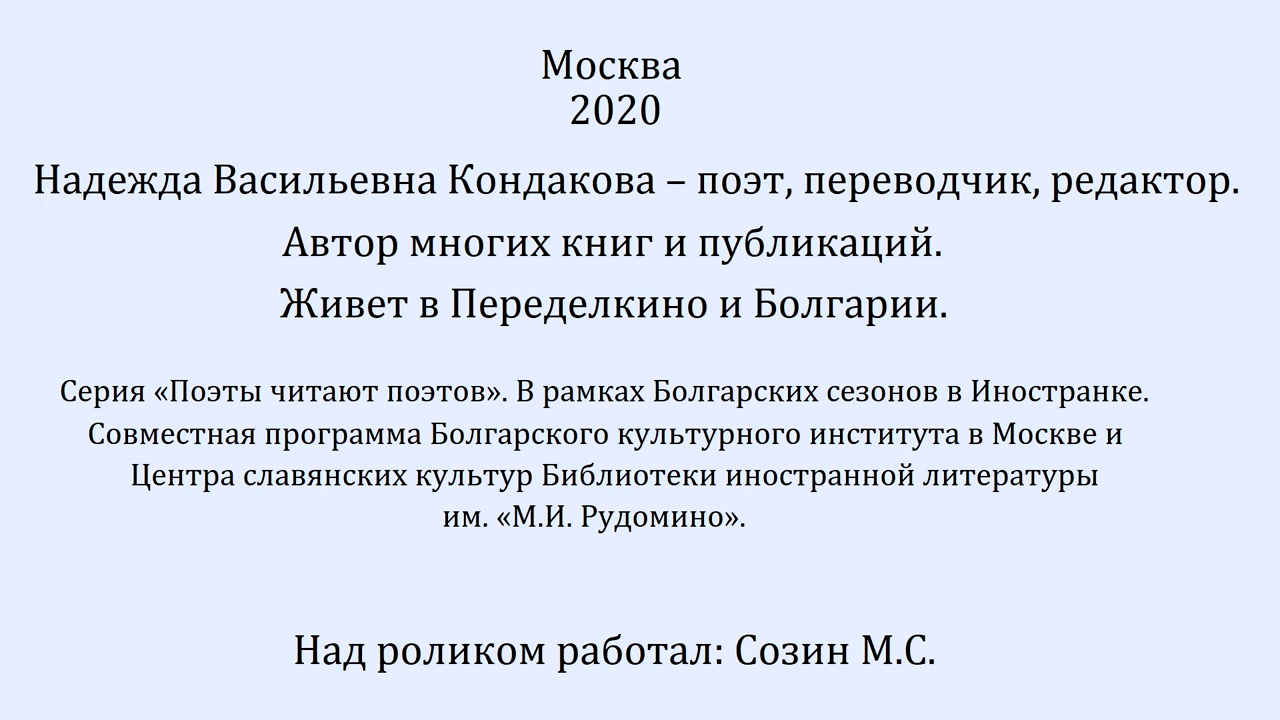 Москва
2020
Надежда Васильевна Кондакова – поэт, переводчик, редактор.
Автор многих книг и публикаций.
Живет в Переделкино и Болгарии.
Серия «Поэты читают поэтов». В рамках Болгарских сезонов в Иностранке.
Совместная программа Болгарского культурного института в Москве и
Центра славянских культур Библиотеки иностранной литературы
им. «М.И. Рудомино».
Над роликом работал: Созин М.С.